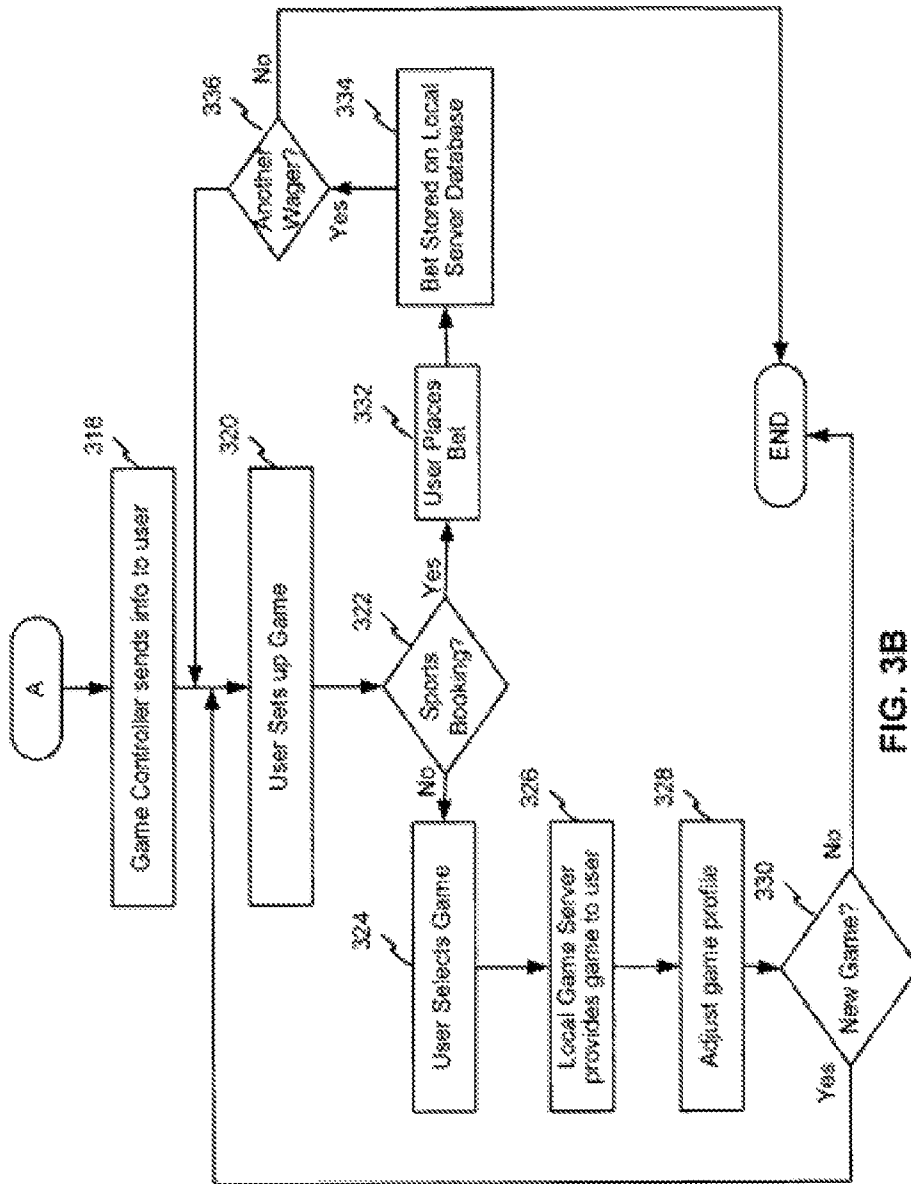 A
318
Game Controller sends info to user
320
User Sets up Game
322
Sports
Booking?
No
Yes
324
User Selects Game
326
Local Game Server
provides game to user
328
Adjust game profile
330
New Game?
Yes
No
332
User Places
Bet
334
Bet Stored on Local
Server Database
336
Another
Wager?
Yes
No
END
FIG. 3B